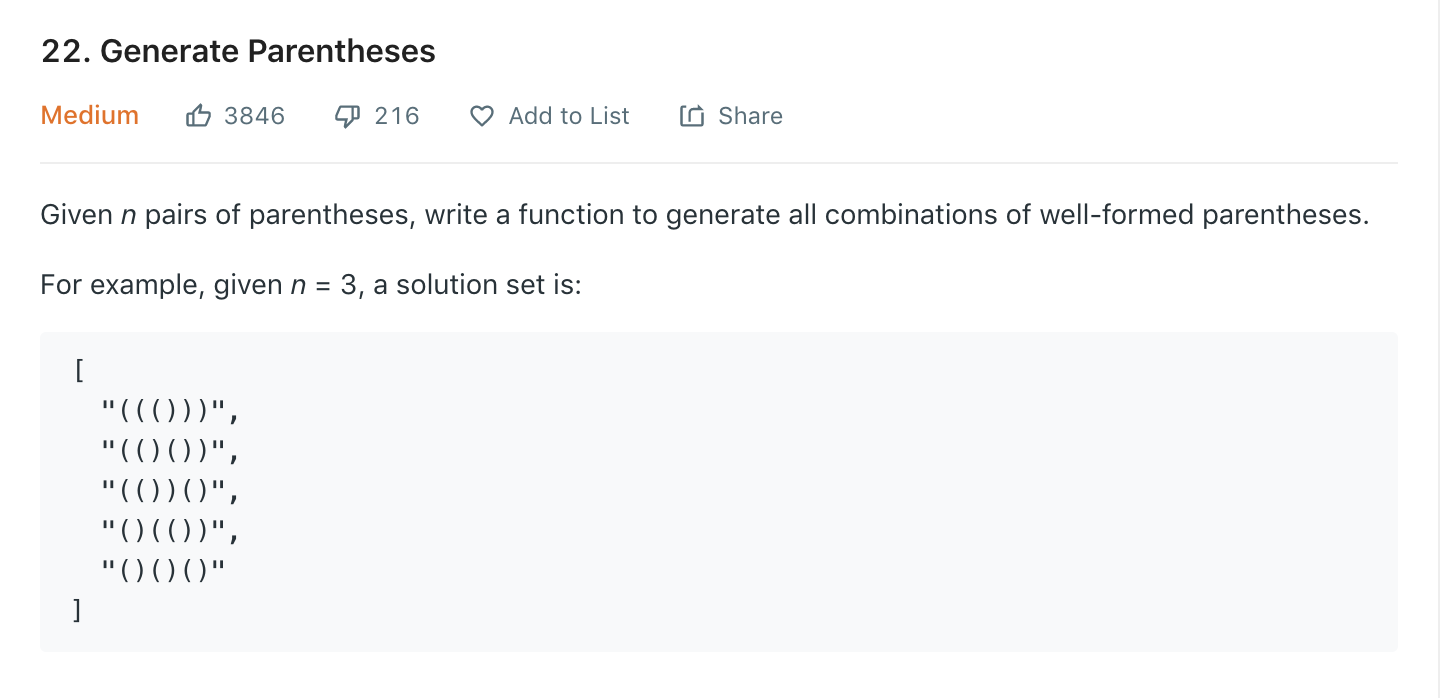 22. Generate Parentheses
Medium 3846 216 Add to List Share
Given n pairs of parentheses, write a function to generate all combinations of well-formed parentheses.
For example, given n = 3, a solution set is:
[
  "((()))",
  "(()())",
  "(())()",
  "()(())",
  "()()()"
]